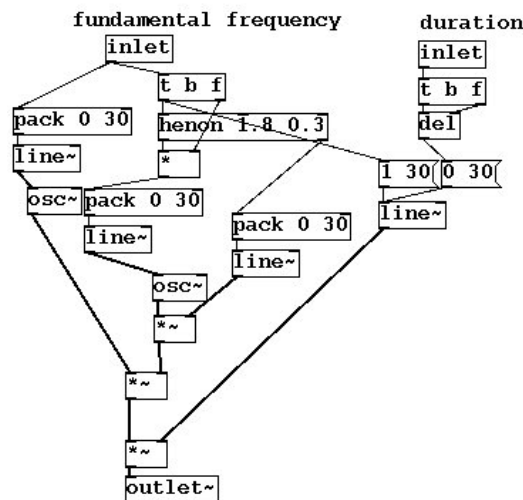 fundamental frequency duration
inlet inlet
t b f t b f
pack 0 30 henon 1.8 0.3 del
line~ * 1 30 0 30
osc~ pack 0 30 line~
line~ pack 0 30
line~
osc~
*~
*~
*~
outlet~